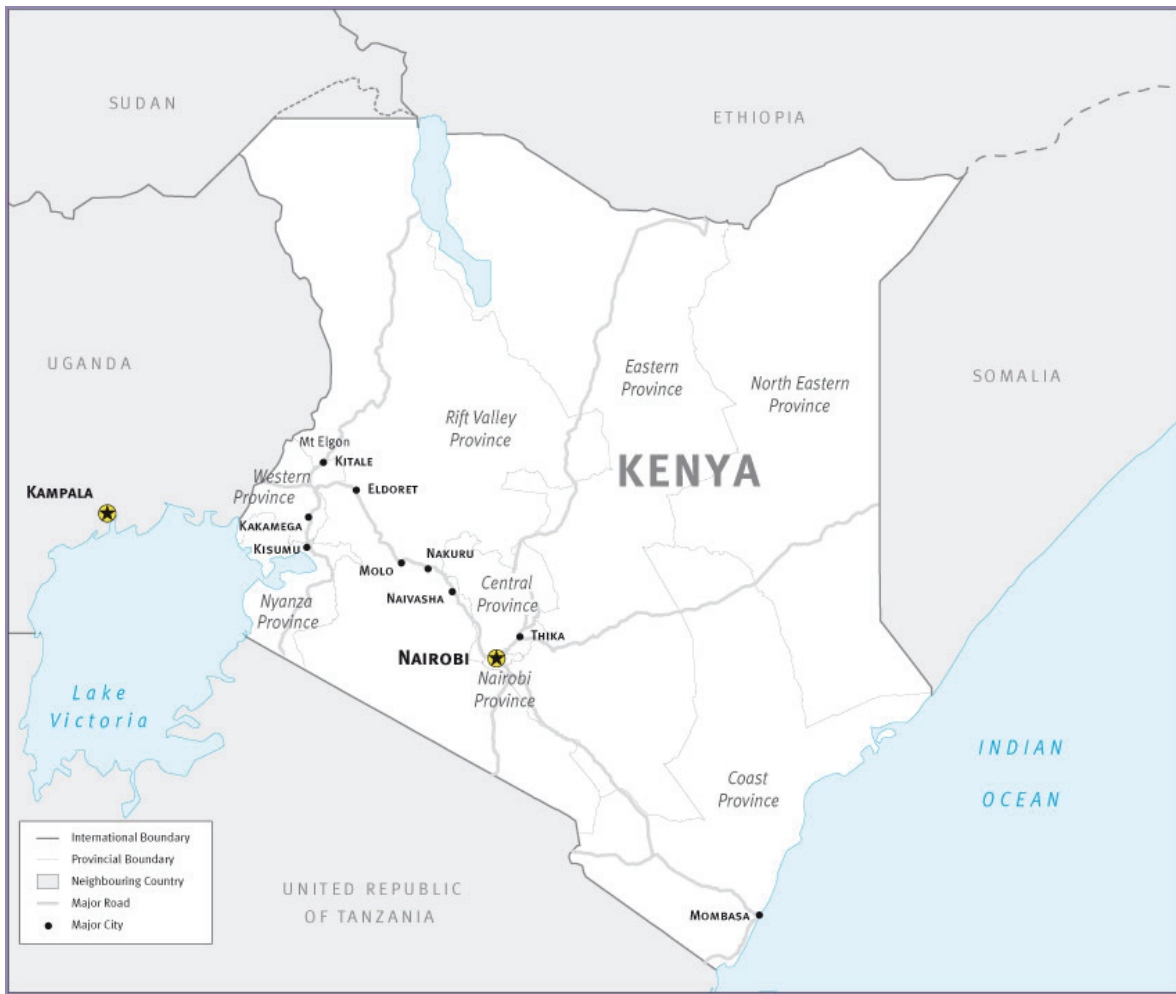 SUDAN
ETHIOPIA
UGANDA
SOMALIA
Eastern
Province
North Eastern
Province
Rift Valley
Province
Mt Elgon
KITALE
KENYA
Western
Province
ELDORET
KAMPALA
KAKAMEGA
KISUMU
NAKURU
MOLO
Central
Province
NAIVASHA
Nyanza
Province
THIKA
NAIROBI
Nairobi
Province
Lake
Victoria
INDIAN
OCEAN
Coast
Province
International Boundary
Provincial Boundary
Neighbouring Country
Major Road
Major City
UNITED REPUBLIC
OF TANZANIA
MOMBASA